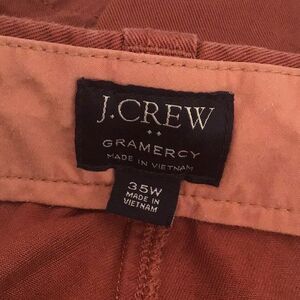 J.CREW
GRAMERCY
MADE IN VIETNAM
35W
MADE IN
VIETNAM